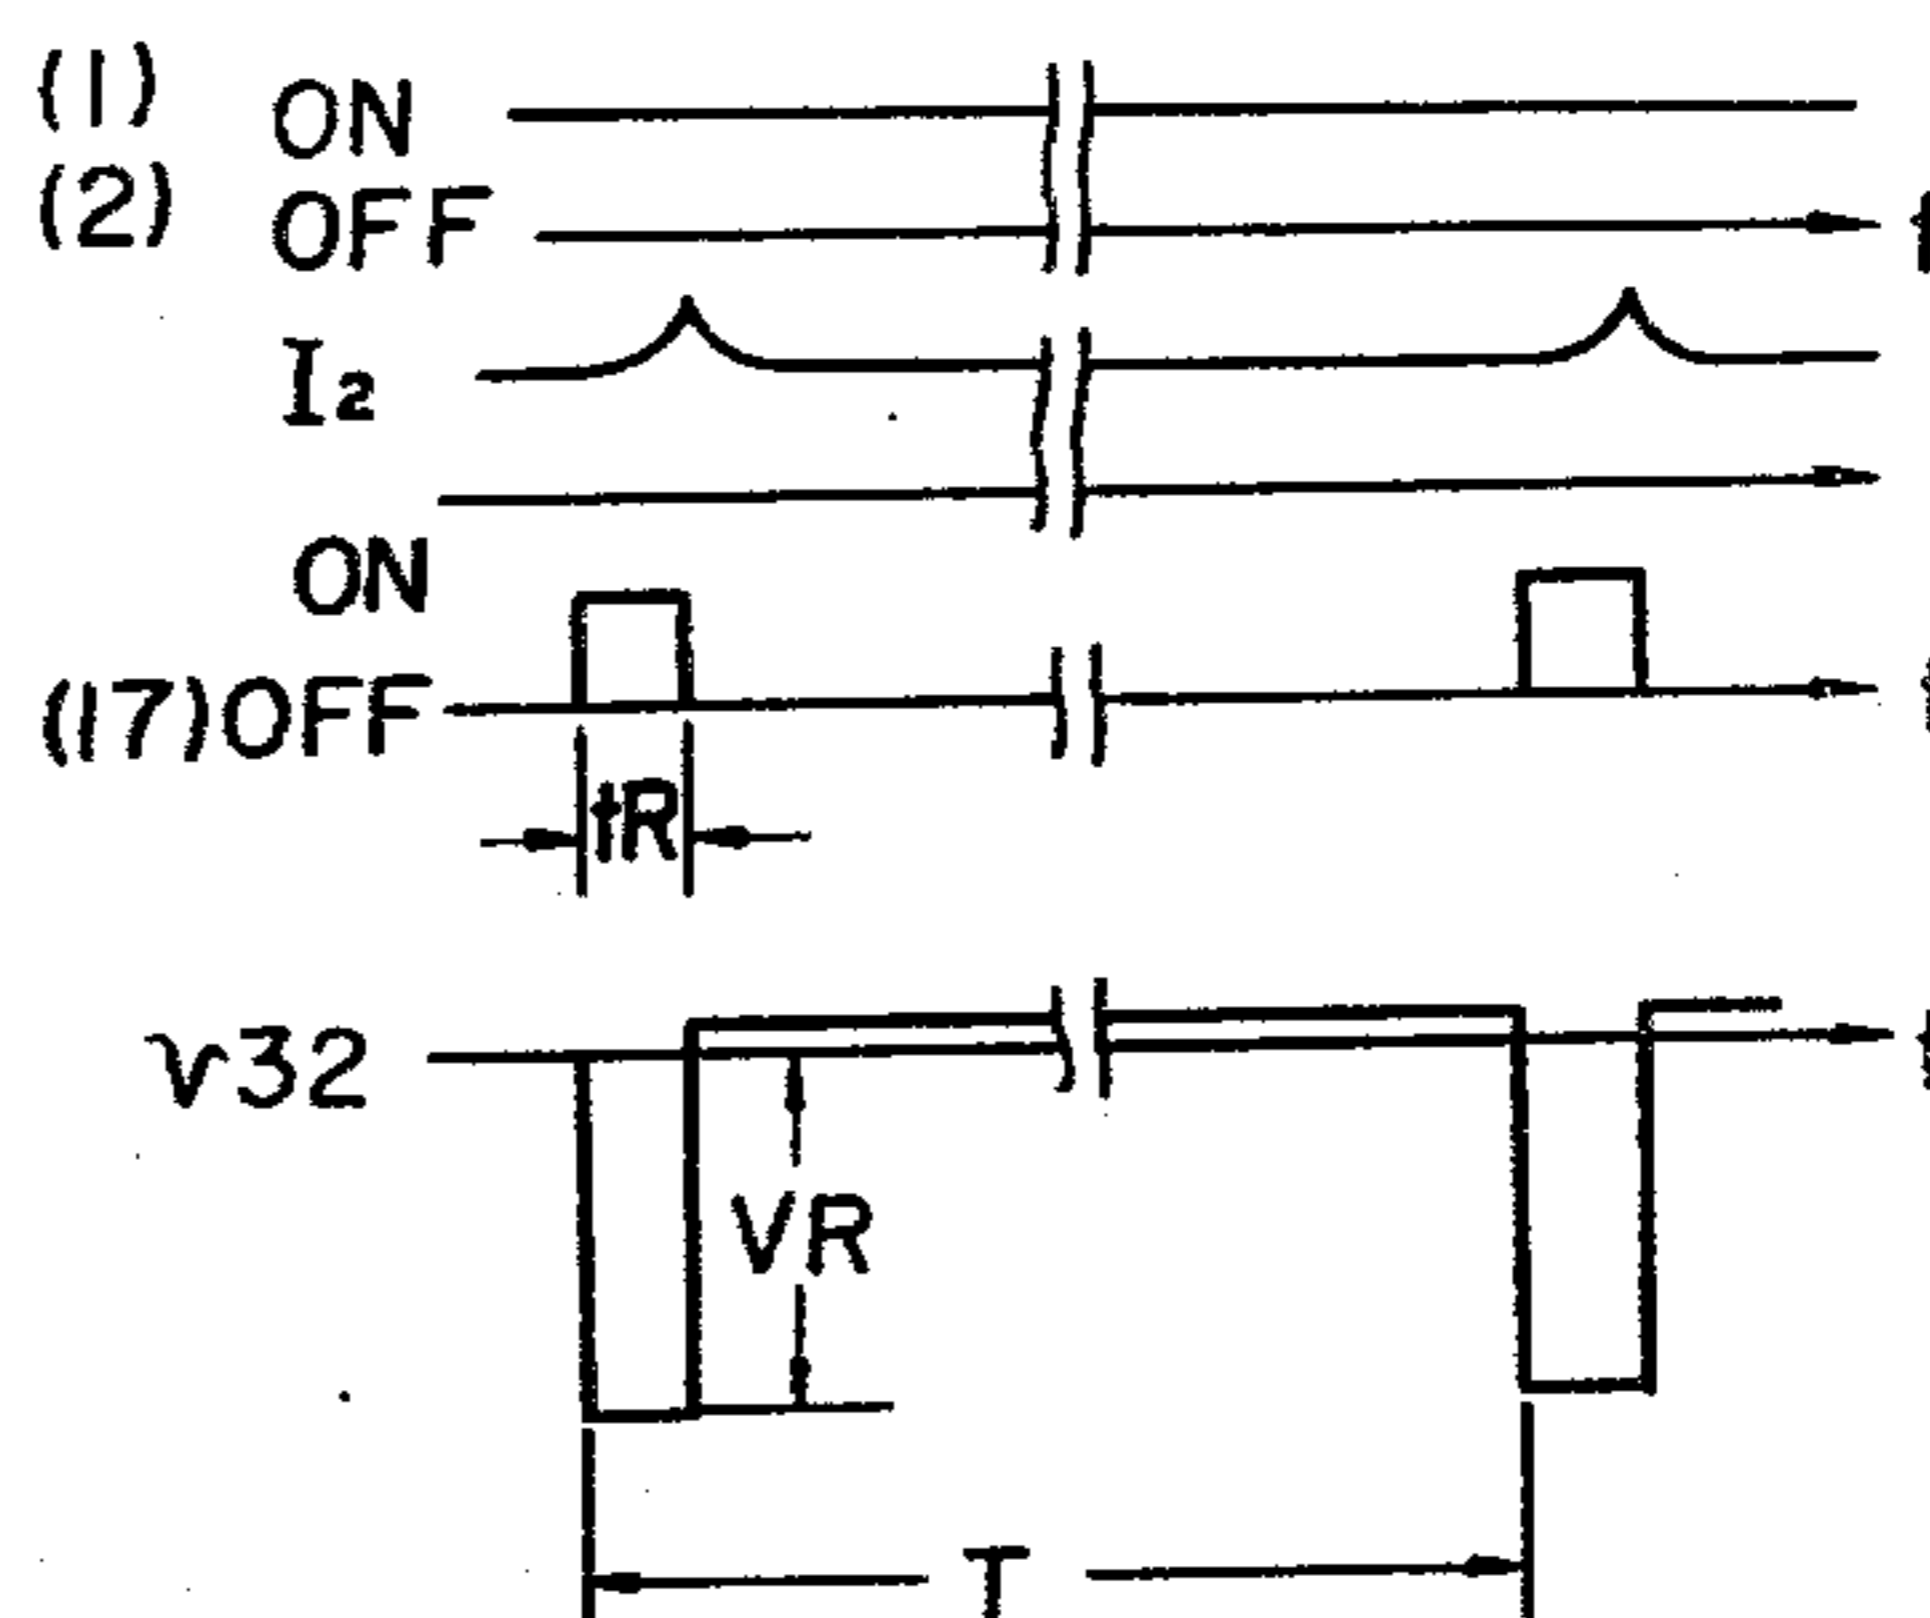 (1) ON
(2) OFF
I2
ON
(17) OFF
tR
v32
VR
T